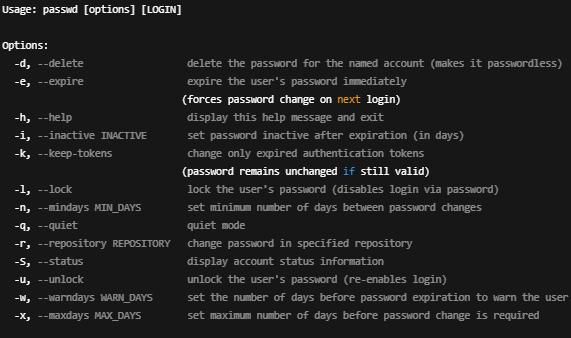 Usage: passwd [options] [LOGIN]

Options:
  -d, --delete                  delete the password for the named account (makes it passwordless)
  -e, --expire                  expire the user's password immediately
                                (forces password change on next login)
  -h, --help                    display this help message and exit
  -i, --inactive INACTIVE       set password inactive after expiration (in days)
  -k, --keep-tokens             change only expired authentication tokens
                                (password remains unchanged if still valid)
  -l, --lock                    lock the user's password (disables login via password)
  -n, --mindays MIN_DAYS        set minimum number of days between password changes
  -q, --quiet                   quiet mode
  -r, --repository REPOSITORY   change password in specified repository
  -S, --status                  display account status information
  -u, --unlock                  unlock the user's password (re-enables login)
  -w, --warndays WARN_DAYS      set the number of days before password expiration to warn the user
  -x, --maxdays MAX_DAYS        set maximum number of days before password change is required